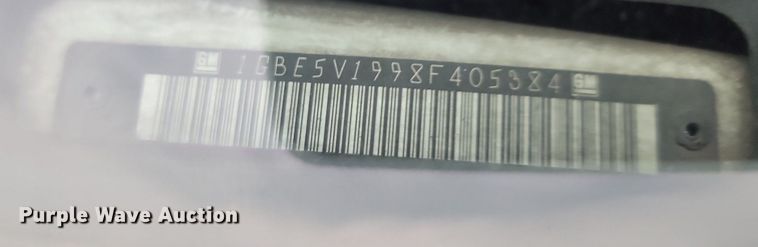 GM 1GBE5V1998F405384 GM
Purple Wave Auction